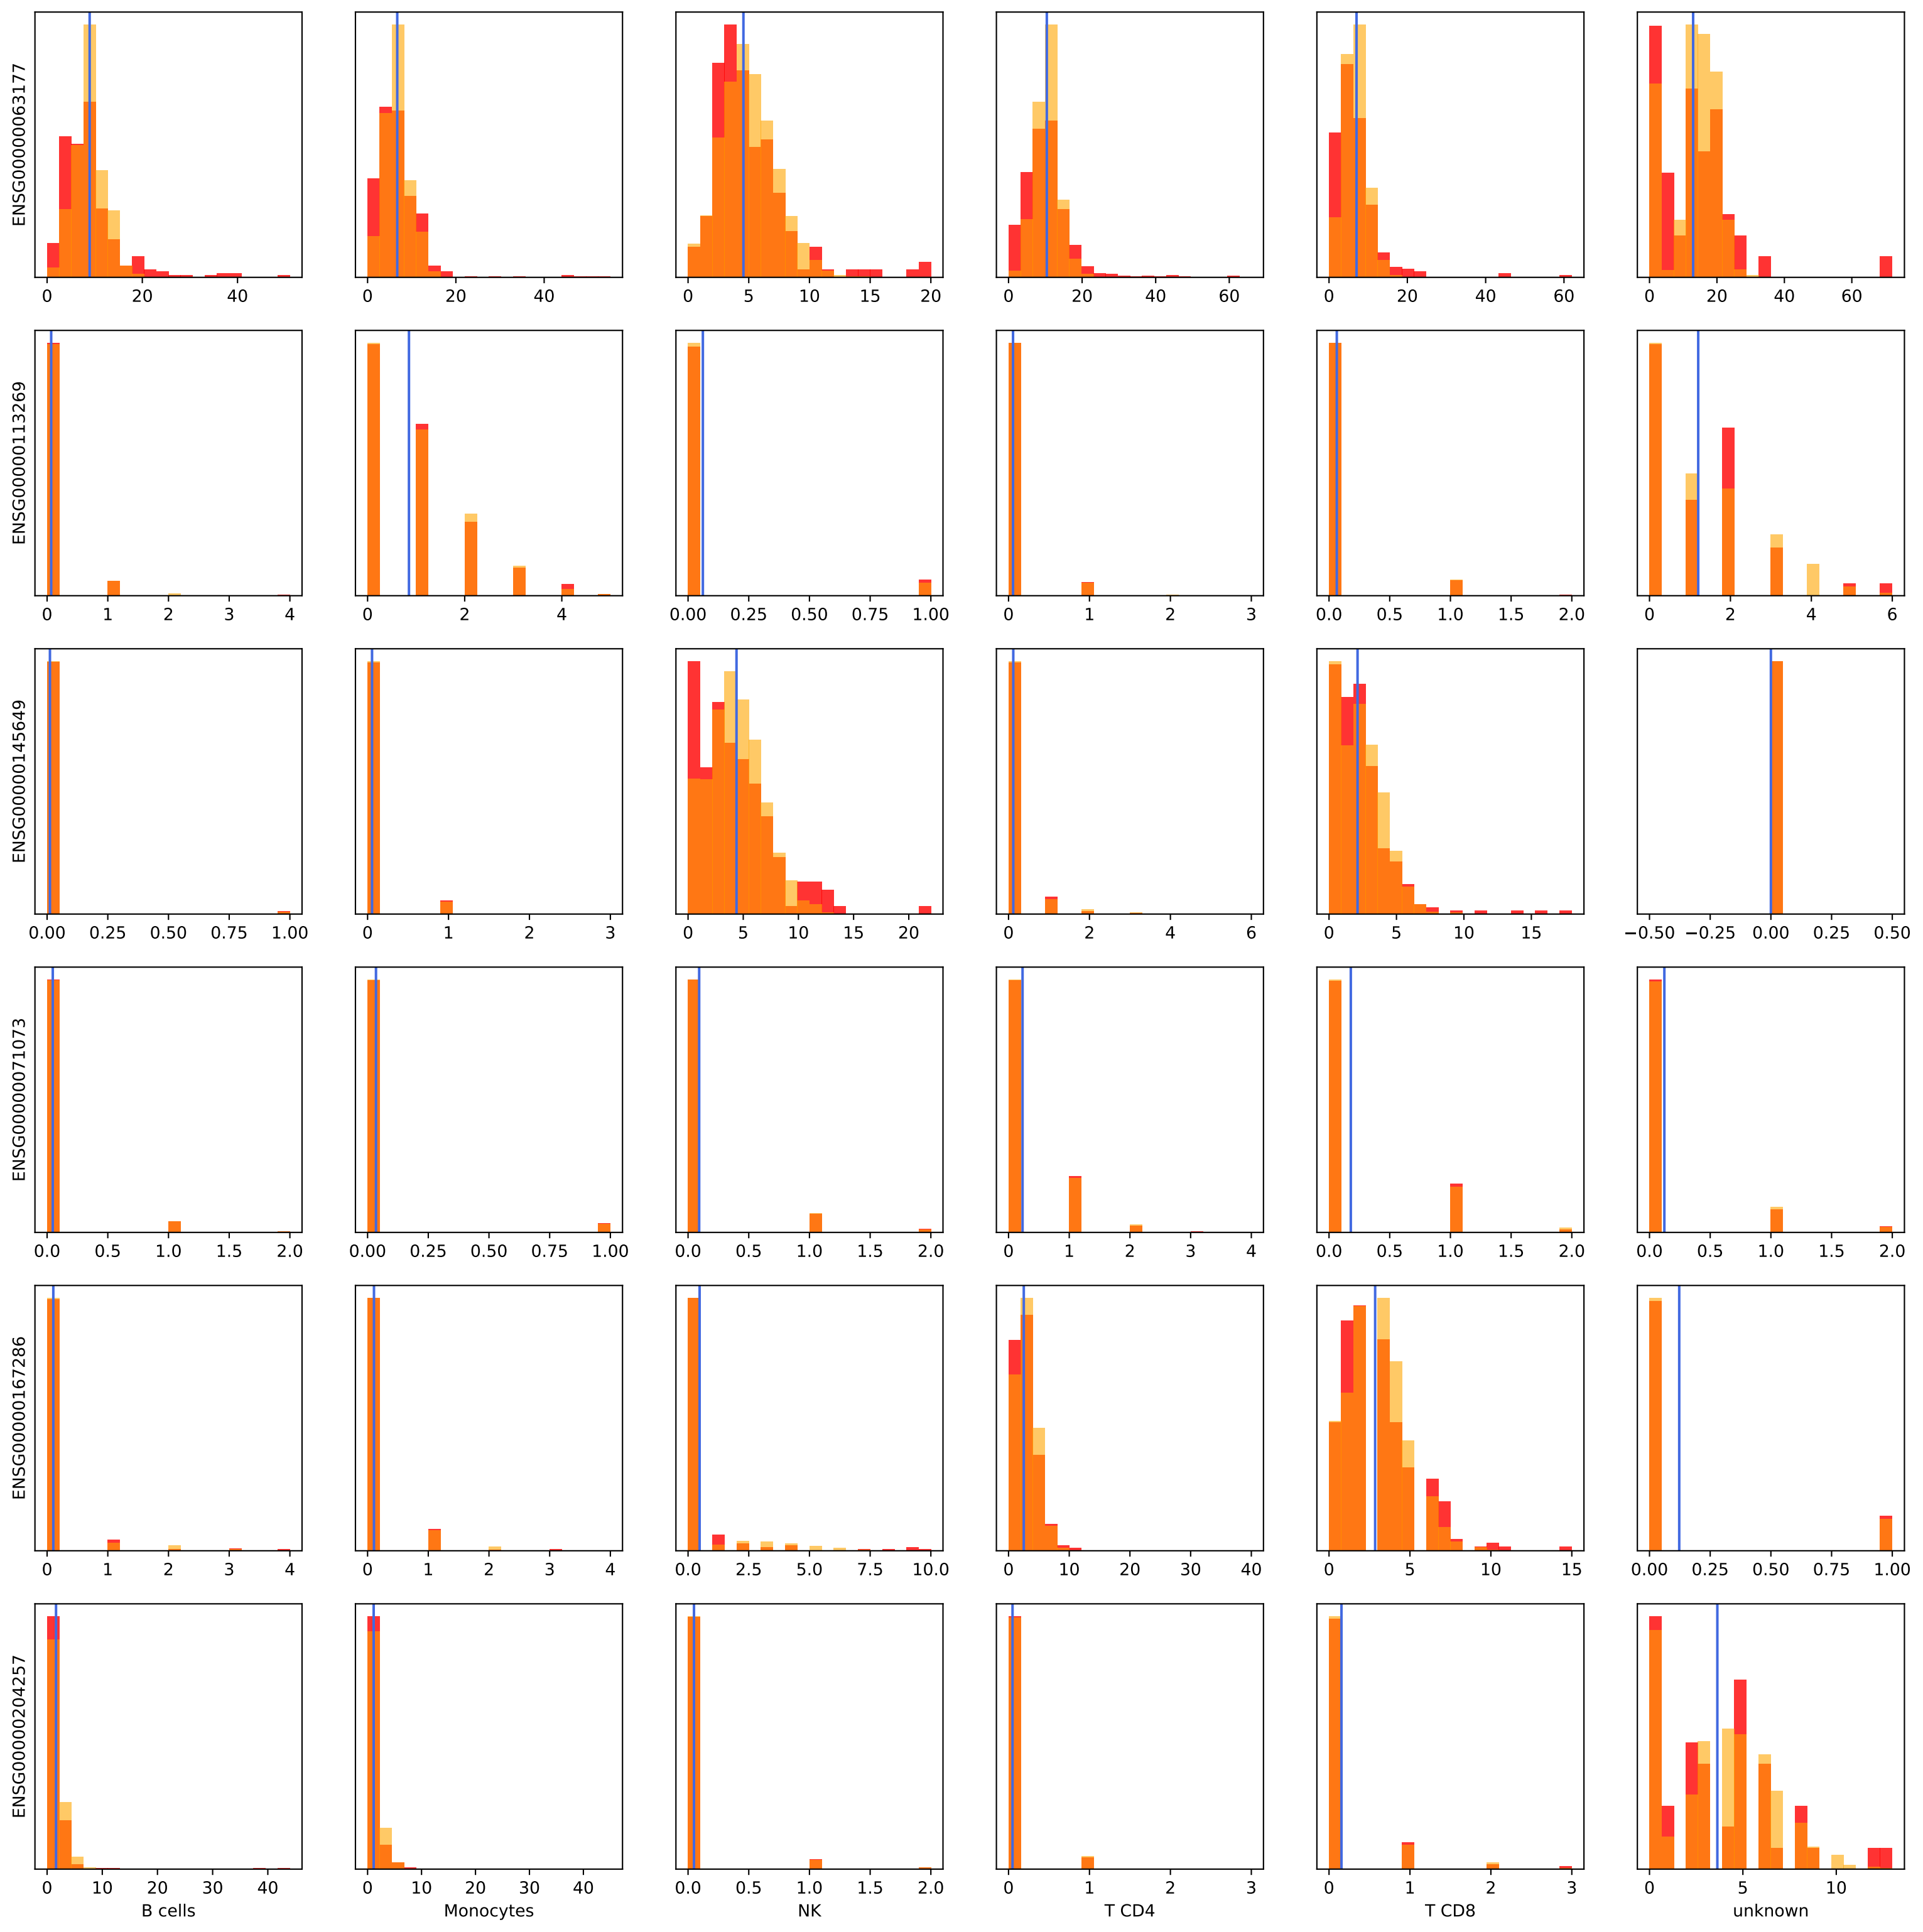 ENSG00000063177
0 20 40
0 20 40
0 5 10 15 20
0 20 40 60
0 20 40 60
0 20 40 60
ENSG00000113269
0 1 2 3 4
0 2 4
0.00 0.25 0.50 0.75 1.00
0 1 2 3
0.0 0.5 1.0 1.5 2.0
0 2 4 6
ENSG00000145649
0.00 0.25 0.50 0.75 1.00
0 1 2 3
0 5 10 15 20
0 2 4 6
0 5 10 15
−0.50 −0.25 0.00 0.25 0.50
ENSG00000071073
0.0 0.5 1.0 1.5 2.0
0.00 0.25 0.50 0.75 1.00
0.0 0.5 1.0 1.5 2.0
0 1 2 3 4
0.0 0.5 1.0 1.5 2.0
0.0 0.5 1.0 1.5 2.0
ENSG00000167286
0 1 2 3 4
0 1 2 3 4
0.0 2.5 5.0 7.5 10.0
0 10 20 30 40
0 5 10 15
0.00 0.25 0.50 0.75 1.00
ENSG00000204257
0 10 20 30 40
0 10 20 30 40
0.0 0.5 1.0 1.5 2.0
0 1 2 3
0 1 2 3
0 5 10
B cells
Monocytes
NK
T CD4
T CD8
unknown